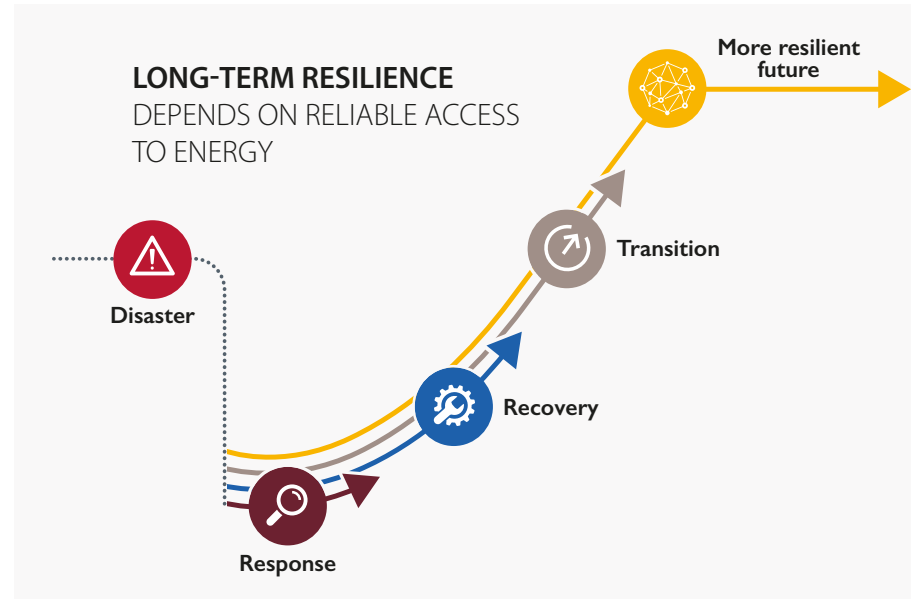 LONG-TERM RESILIENCE
DEPENDS ON RELIABLE ACCESS
TO ENERGY
More resilient
future
Transition
Disaster
Recovery
Response